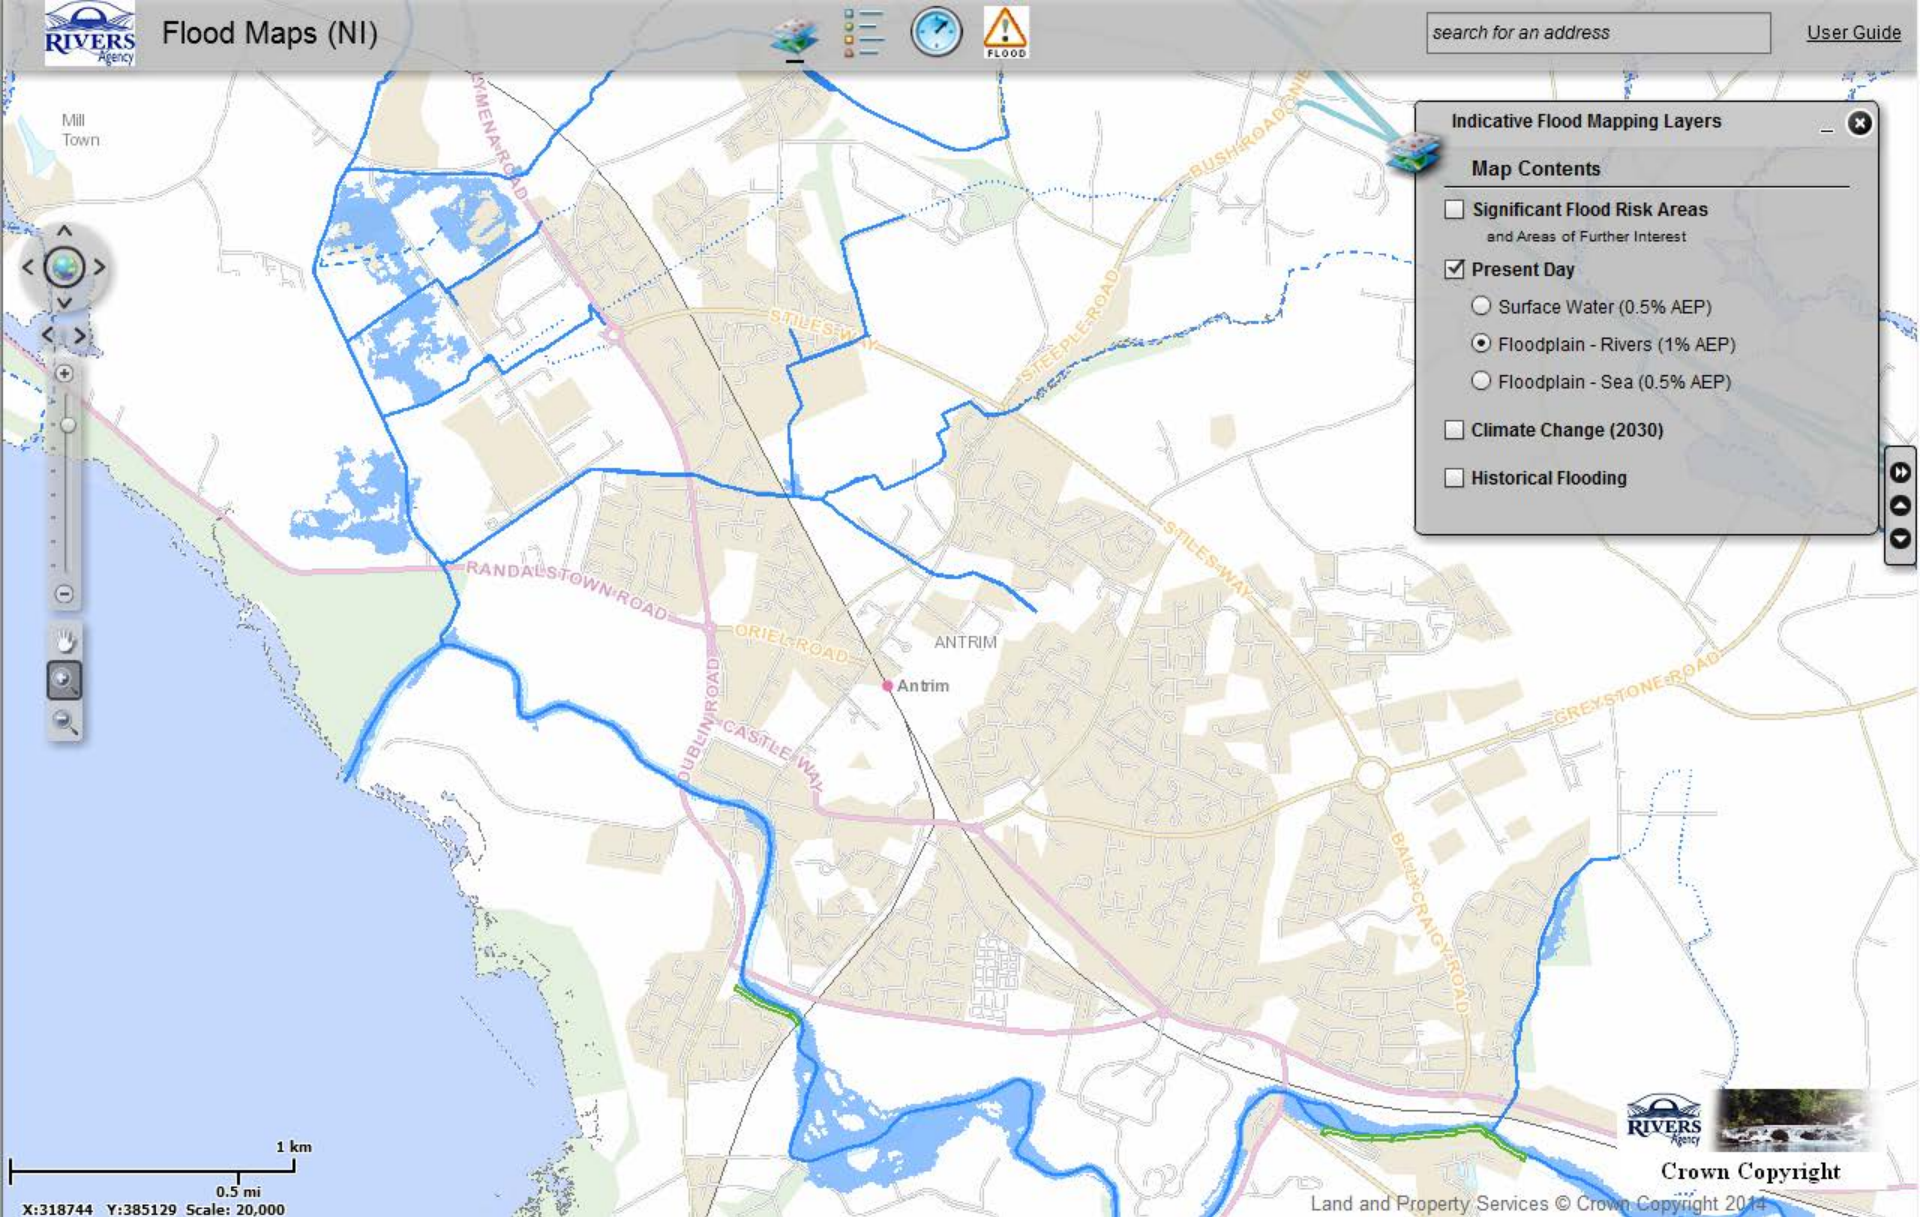 RIVERS
Agency
Flood Maps (NI)
FLOOD
search for an address
User Guide
Mill
Town
LYMENA ROAD
BUSH ROAD
Indicative Flood Mapping Layers
Map Contents
Significant Flood Risk Areas
and Areas of Further Interest
Present Day
Surface Water (0.5% AEP)
Floodplain - Rivers (1% AEP)
Floodplain - Sea (0.5% AEP)
Climate Change (2030)
Historical Flooding
STILES WAY
STEEPLE ROAD
STILES WAY
RANDALSTOWN ROAD
ORIEL ROAD
ANTRIM
Antrim
DUBLIN ROAD
CASTLE WAY
GREYSTONE ROAD
BALLYCRAIGY ROAD
1 km
0.5 mi
X:318744 Y:385129 Scale: 20,000
RIVERS
Agency
Crown Copyright
Land and Property Services © Crown Copyright 2014